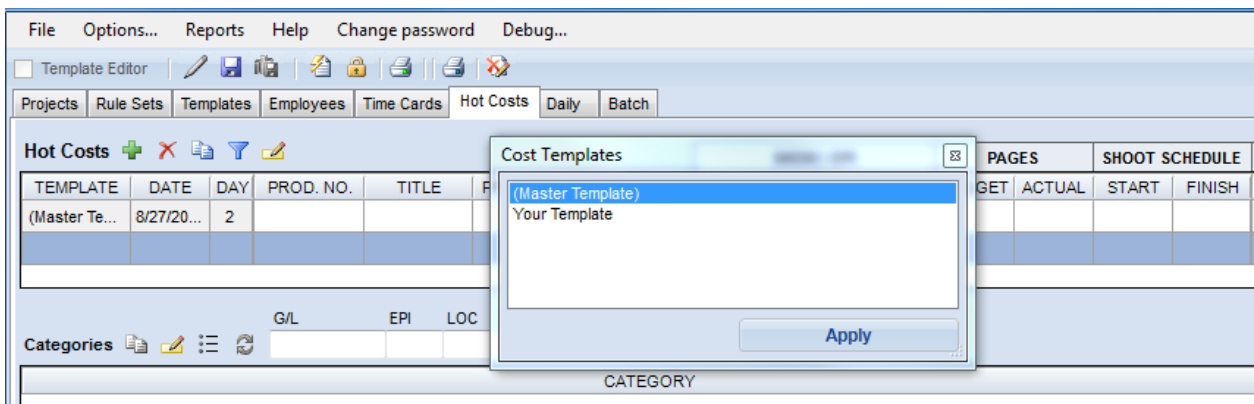 File Options... Reports Help Change password Debug...
Template Editor
Projects Rule Sets Templates Employees Time Cards Hot Costs Daily Batch
Hot Costs
PAGES SHOOT SCHEDULE
TEMPLATE DATE DAY PROD. NO. TITLE ACTUAL START FINISH
(Master Te... 8/27/20... 2
Cost Templates
(Master Template)
Your Template
Apply
G/L EPI LOC
Categories
CATEGORY